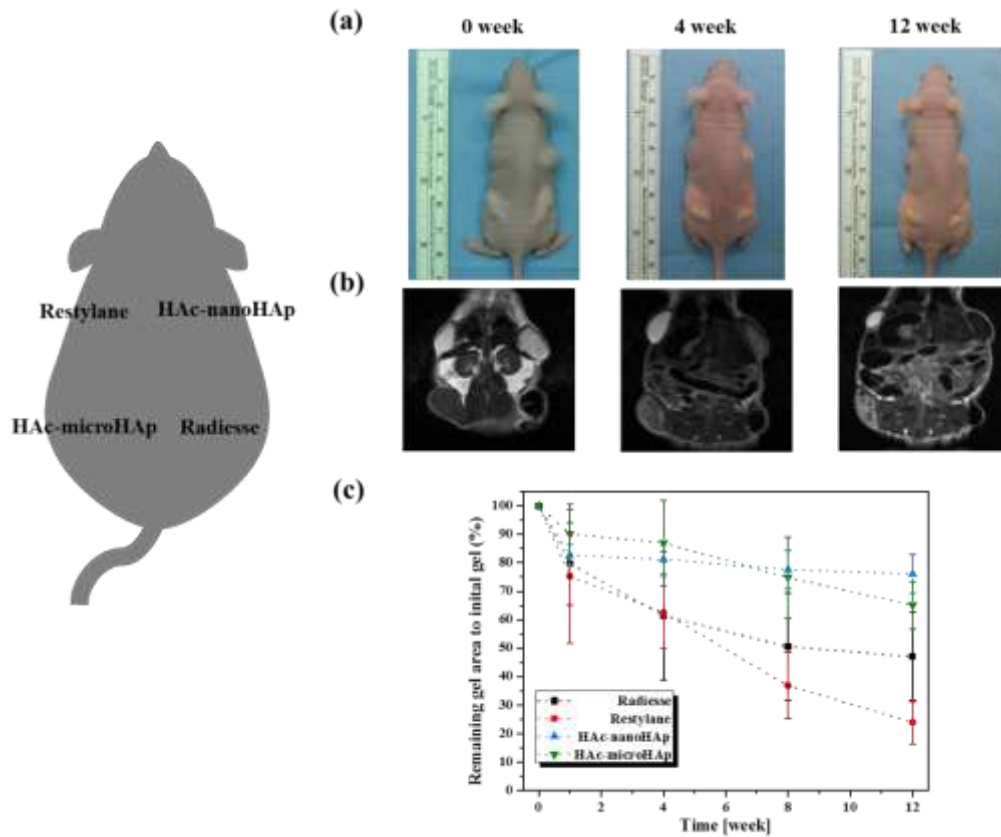 (a)
0 week
4 week
12 week
Restylane
HAc-nanoHAp
HAc-microHAp
Radiesse
(b)
(c)
Remaining gel area to inital gel (%)
100
90
80
70
60
50
40
30
20
10
0
Radiesse
Restylane
HAc-nanoHAp
HAc-microHAp
0
2
4
6
8
10
12
Time [week]